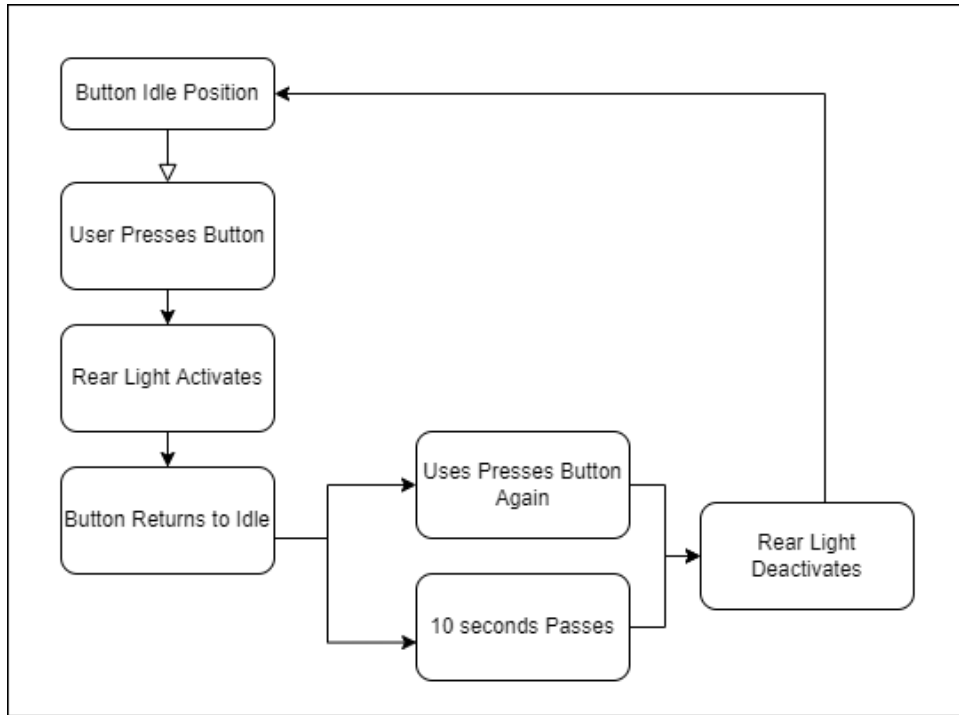 Button Idle Position
User Presses Button
Rear Light Activates
Button Returns to Idle
Uses Presses Button
Again
10 seconds Passes
Rear Light
Deactivates